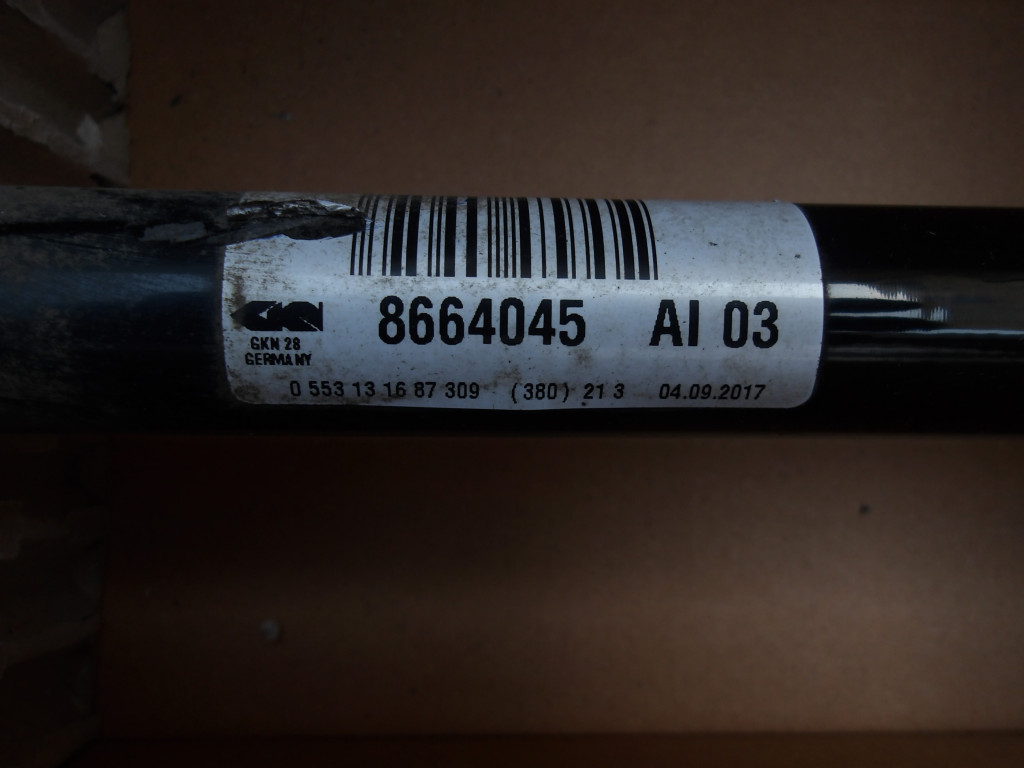 GKN
8664045 AI 03
GKN 28
GERMANY
0 553 13 16 87 309 (380) 21 3 04.09.2017